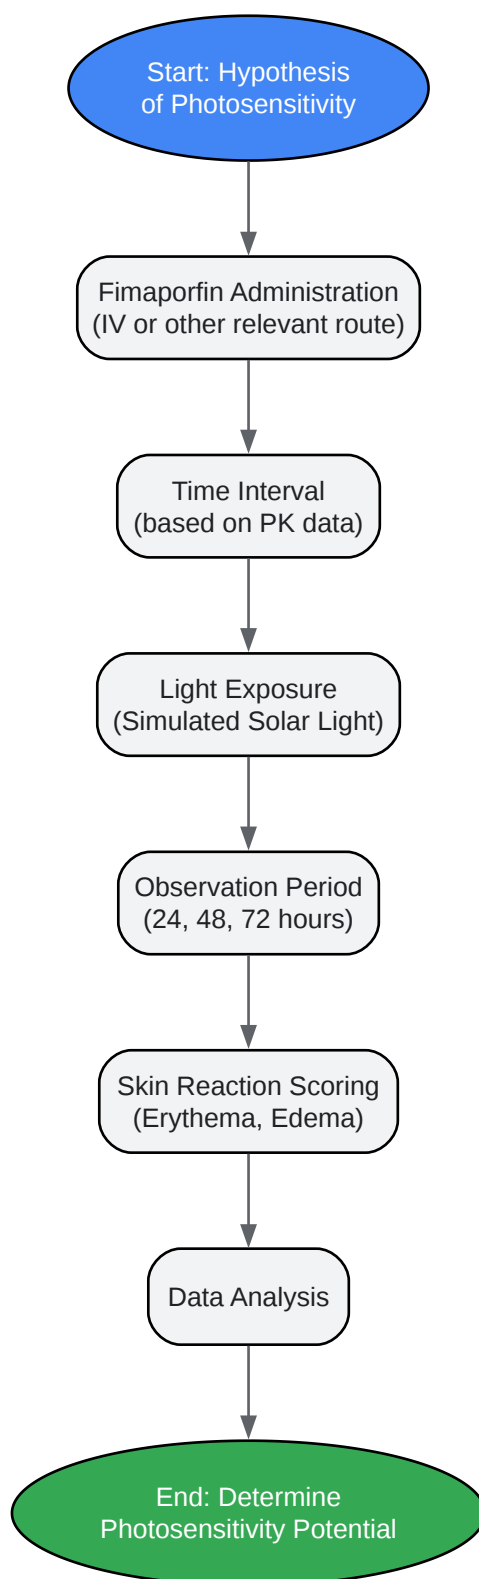 Start: Hypothesis
of Photosensitivity
Fimaporfin Administration
(IV or other relevant route)
Time Interval
(based on PK data)
Light Exposure
(Simulated Solar Light)
Observation Period
(24, 48, 72 hours)
Skin Reaction Scoring
(Erythema, Edema)
Data Analysis
End: Determine
Photosensitivity Potential